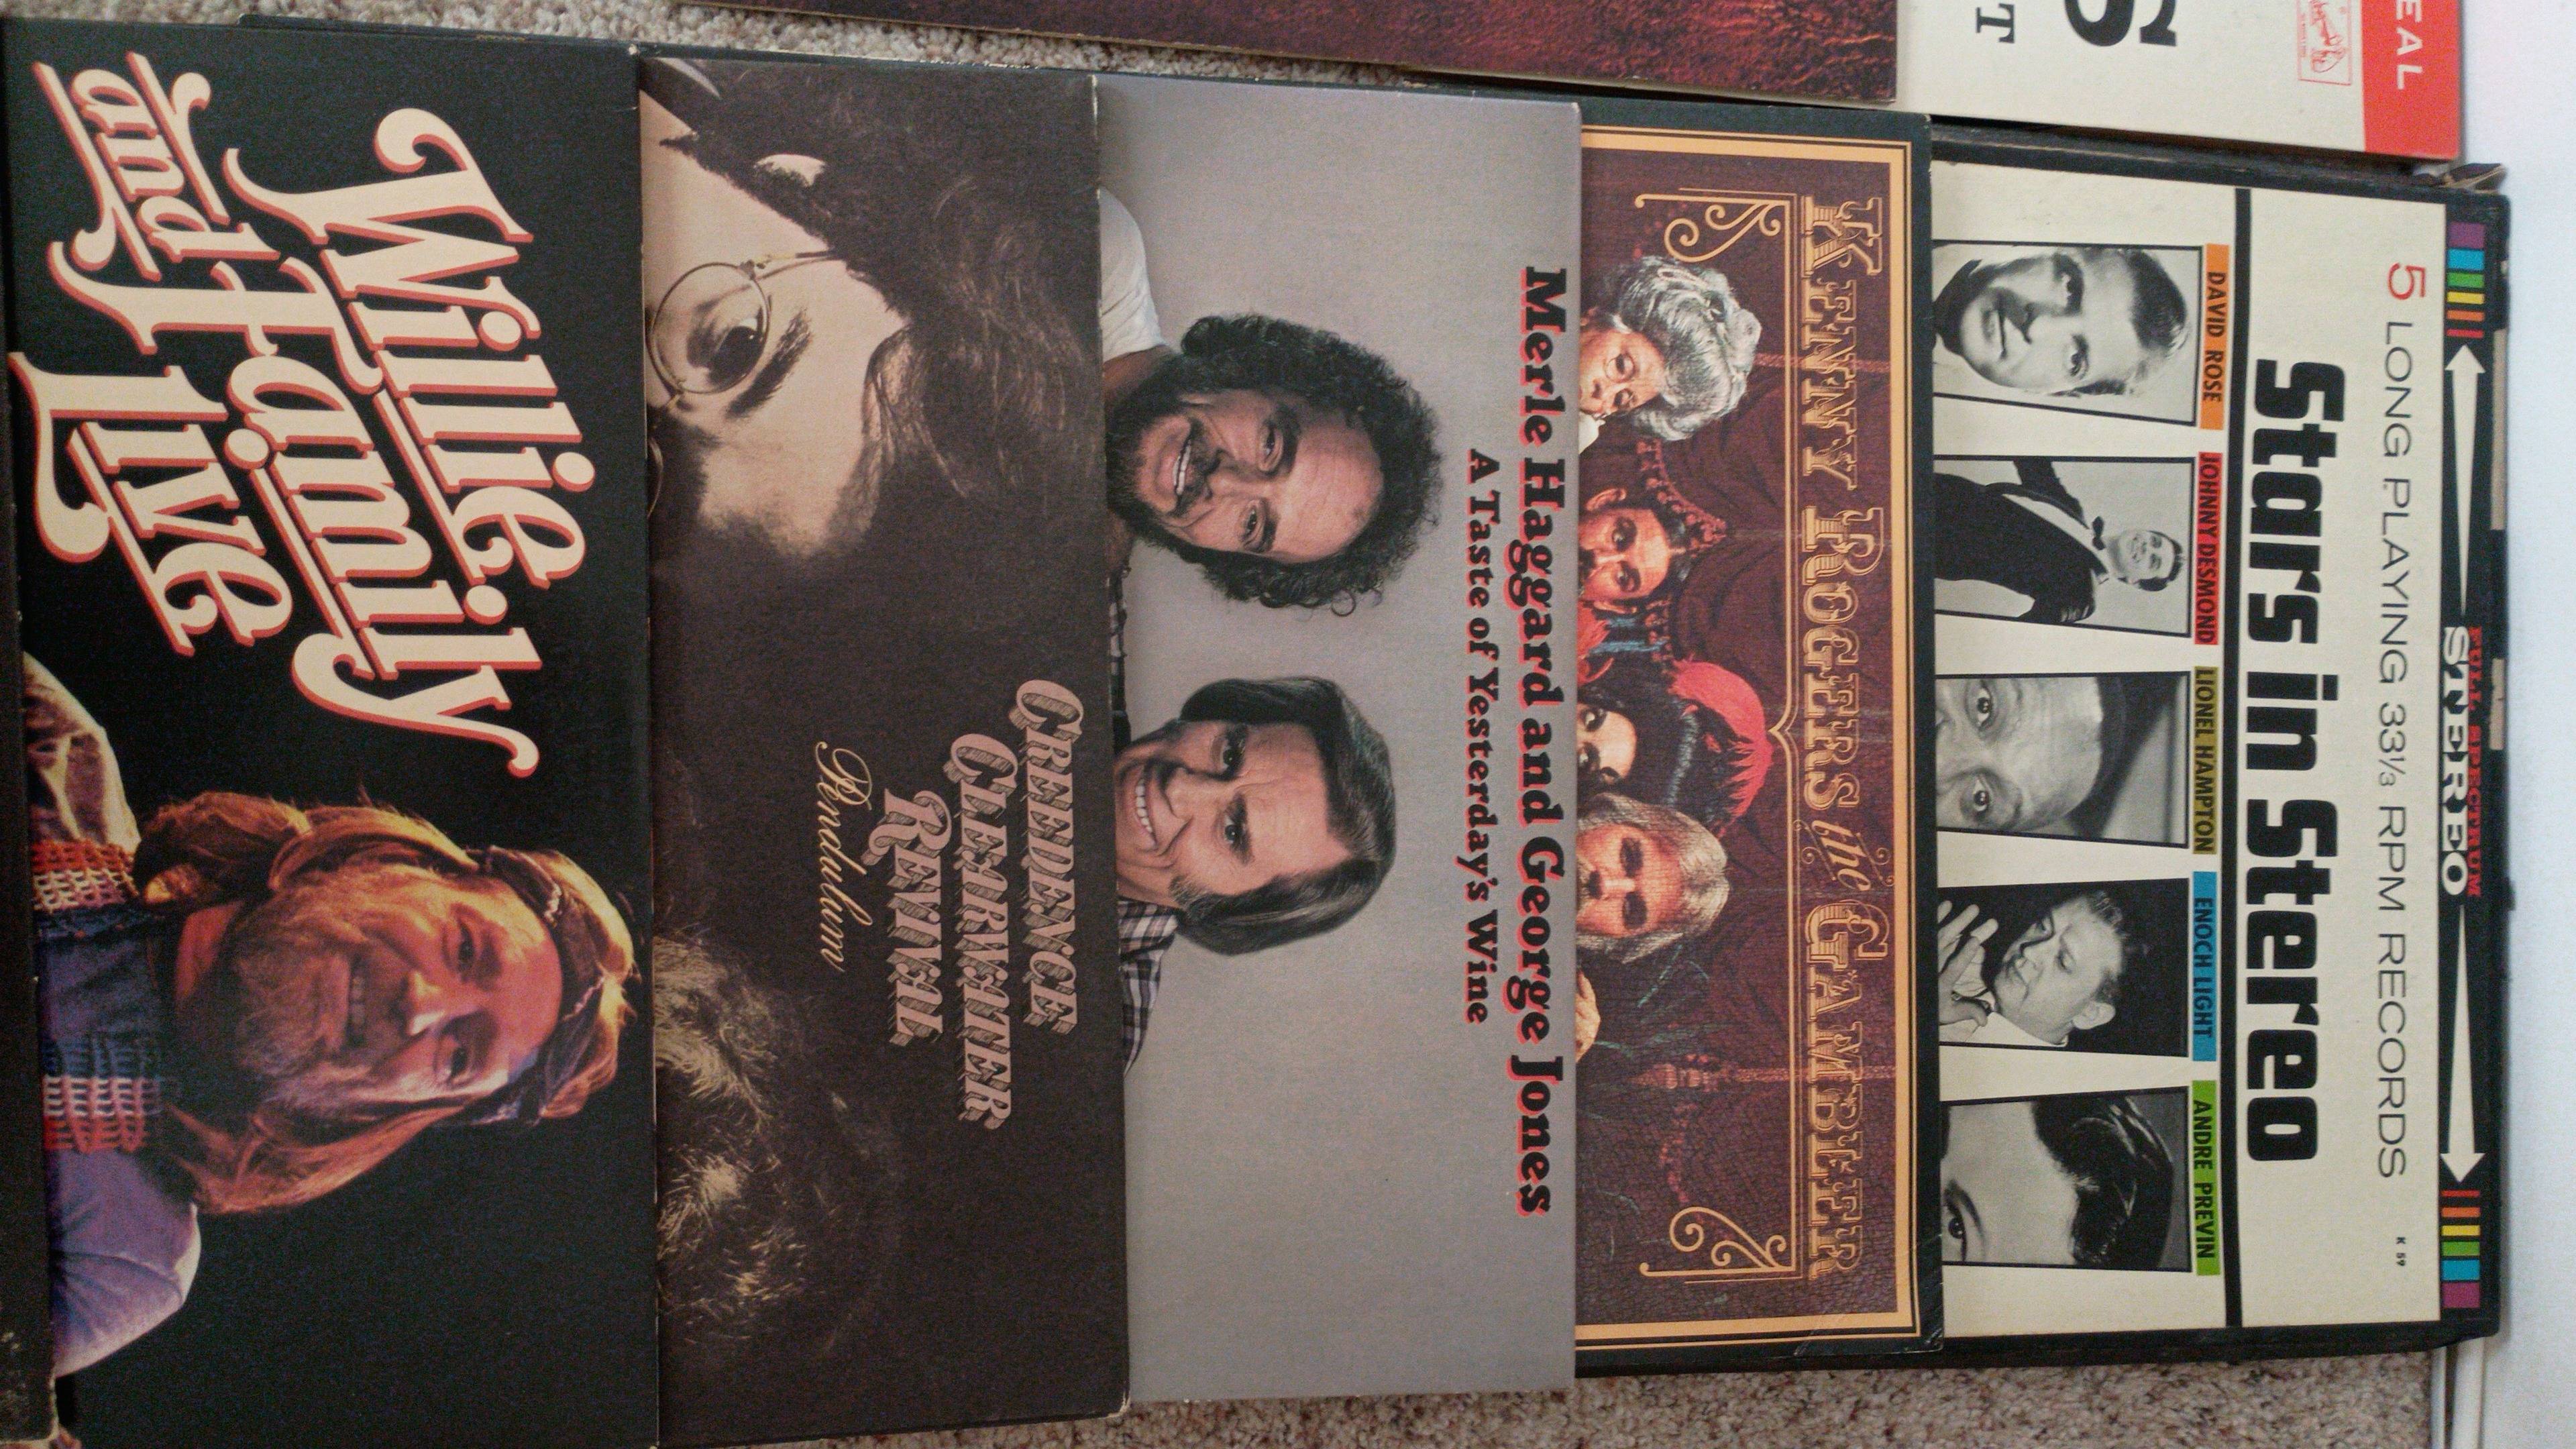 EAL
S
T
FULL SPECTRUM
STEREO
5 LONG PLAYING 33⅓ RPM RECORDS
K 59
Stars in Stereo
DAVID ROSE
JOHNNY DESMOND
LIONEL HAMPTON
ENOCH LIGHT
ANDRE PREVIN
KENNY ROGERS the GAMBLER
Merle Haggard and George Jones
A Taste of Yesterday's Wine
CREEDENCE
CLEARWATER
REVIVAL
Pendulum
Willie
and Family
Live